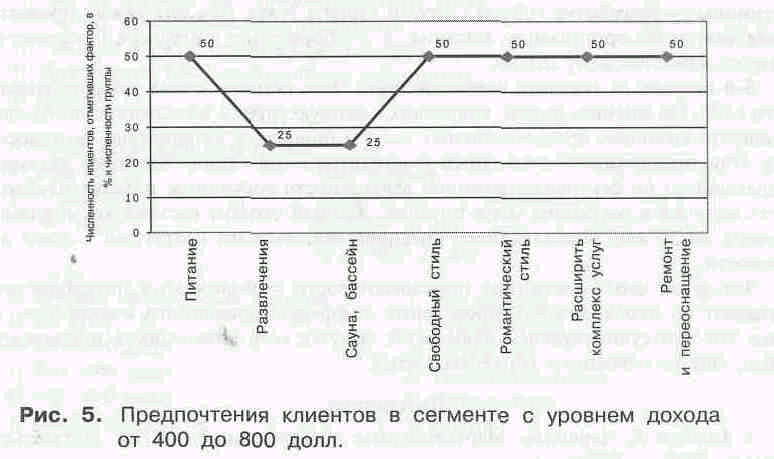 Численность клиентов, отметивших фактор, в
% к численности группы
60
50
40
30
20
10
0
50
25
25
50
50
50
50
Питание
Развлечения
Сауна, бассейн
Свободный стиль
Романтический
стиль
Расширить
комплекс услуг
Ремонт
и переоснащение
Рис. 5. Предпочтения клиентов в сегменте с уровнем дохода
от 400 до 800 долл.